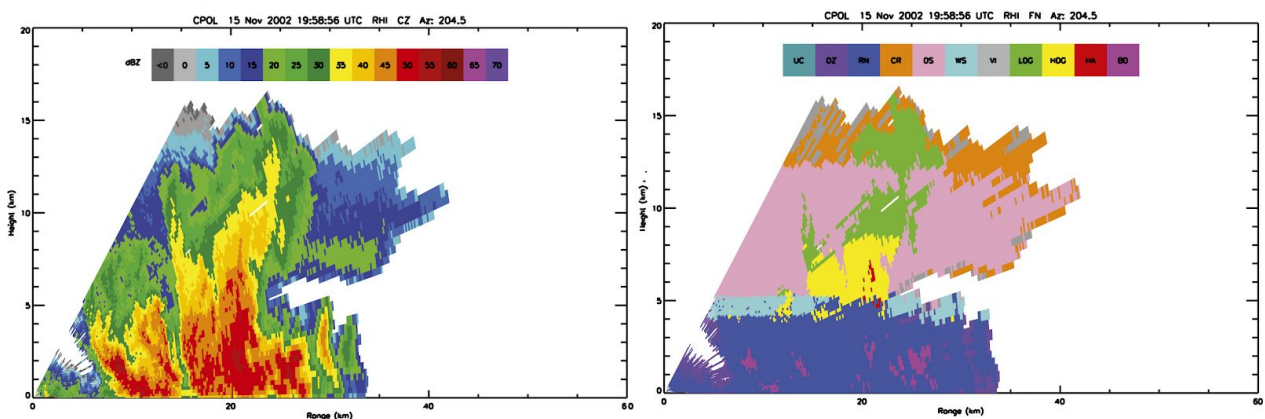 CPOL 15 Nov 2002 19:58:56 UTC RHI CZ Az: 204.5
dBZ <0 0 5 10 15 20 25 30 35 40 45 50 55 60 65 70
20
15
10
5
0
Height (km)
0 20 40 60
Range (km)
CPOL 15 Nov 2002 19:58:56 UTC RHI FN Az: 204.5
UC DZ RN CR DS WS VI LDG HDG HA BD
20
15
10
5
0
Height (km)
0 20 40 60
Range (km)